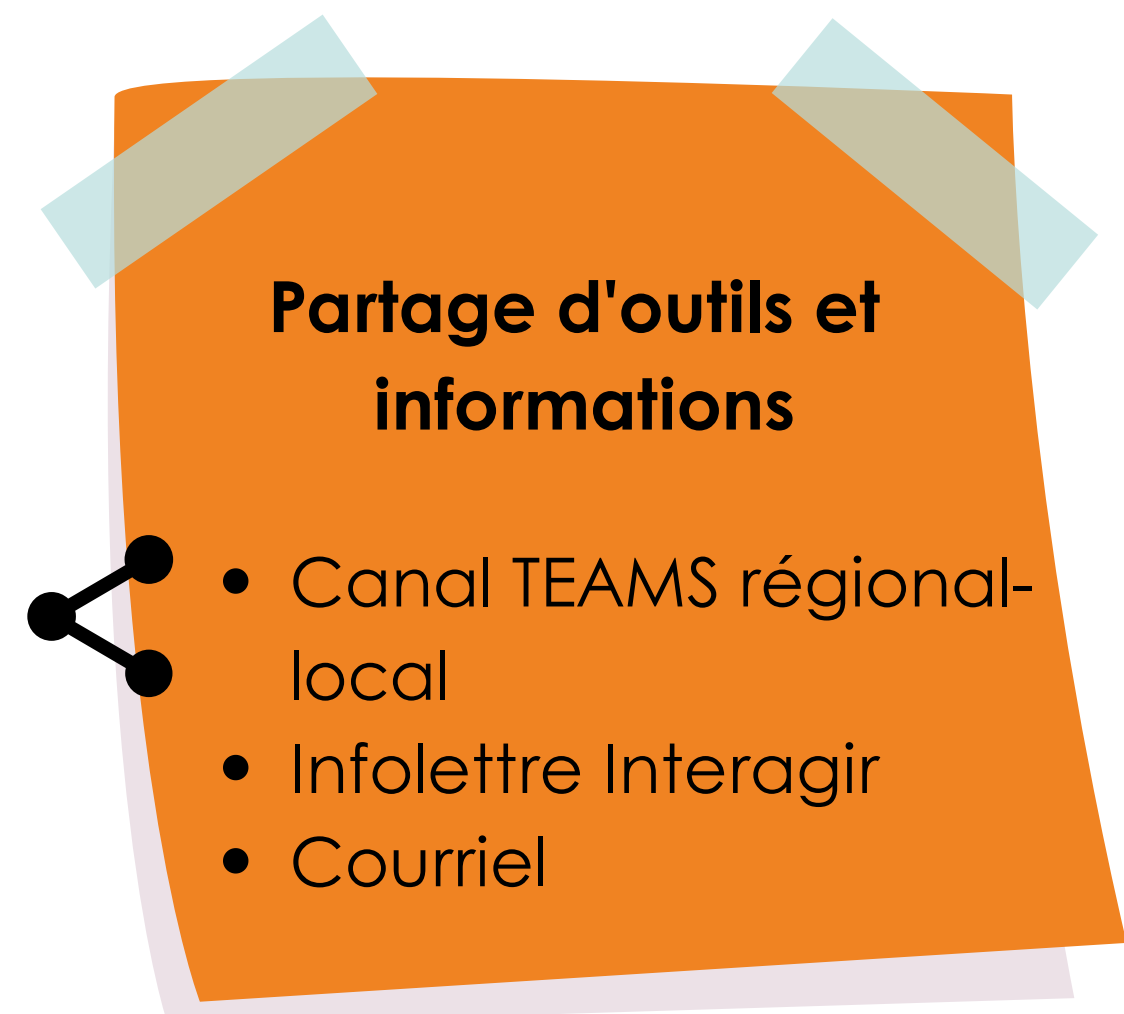 Partage d'outils et
informations
• Canal TEAMS régional-
local
• Infolettre Interagir
• Courriel